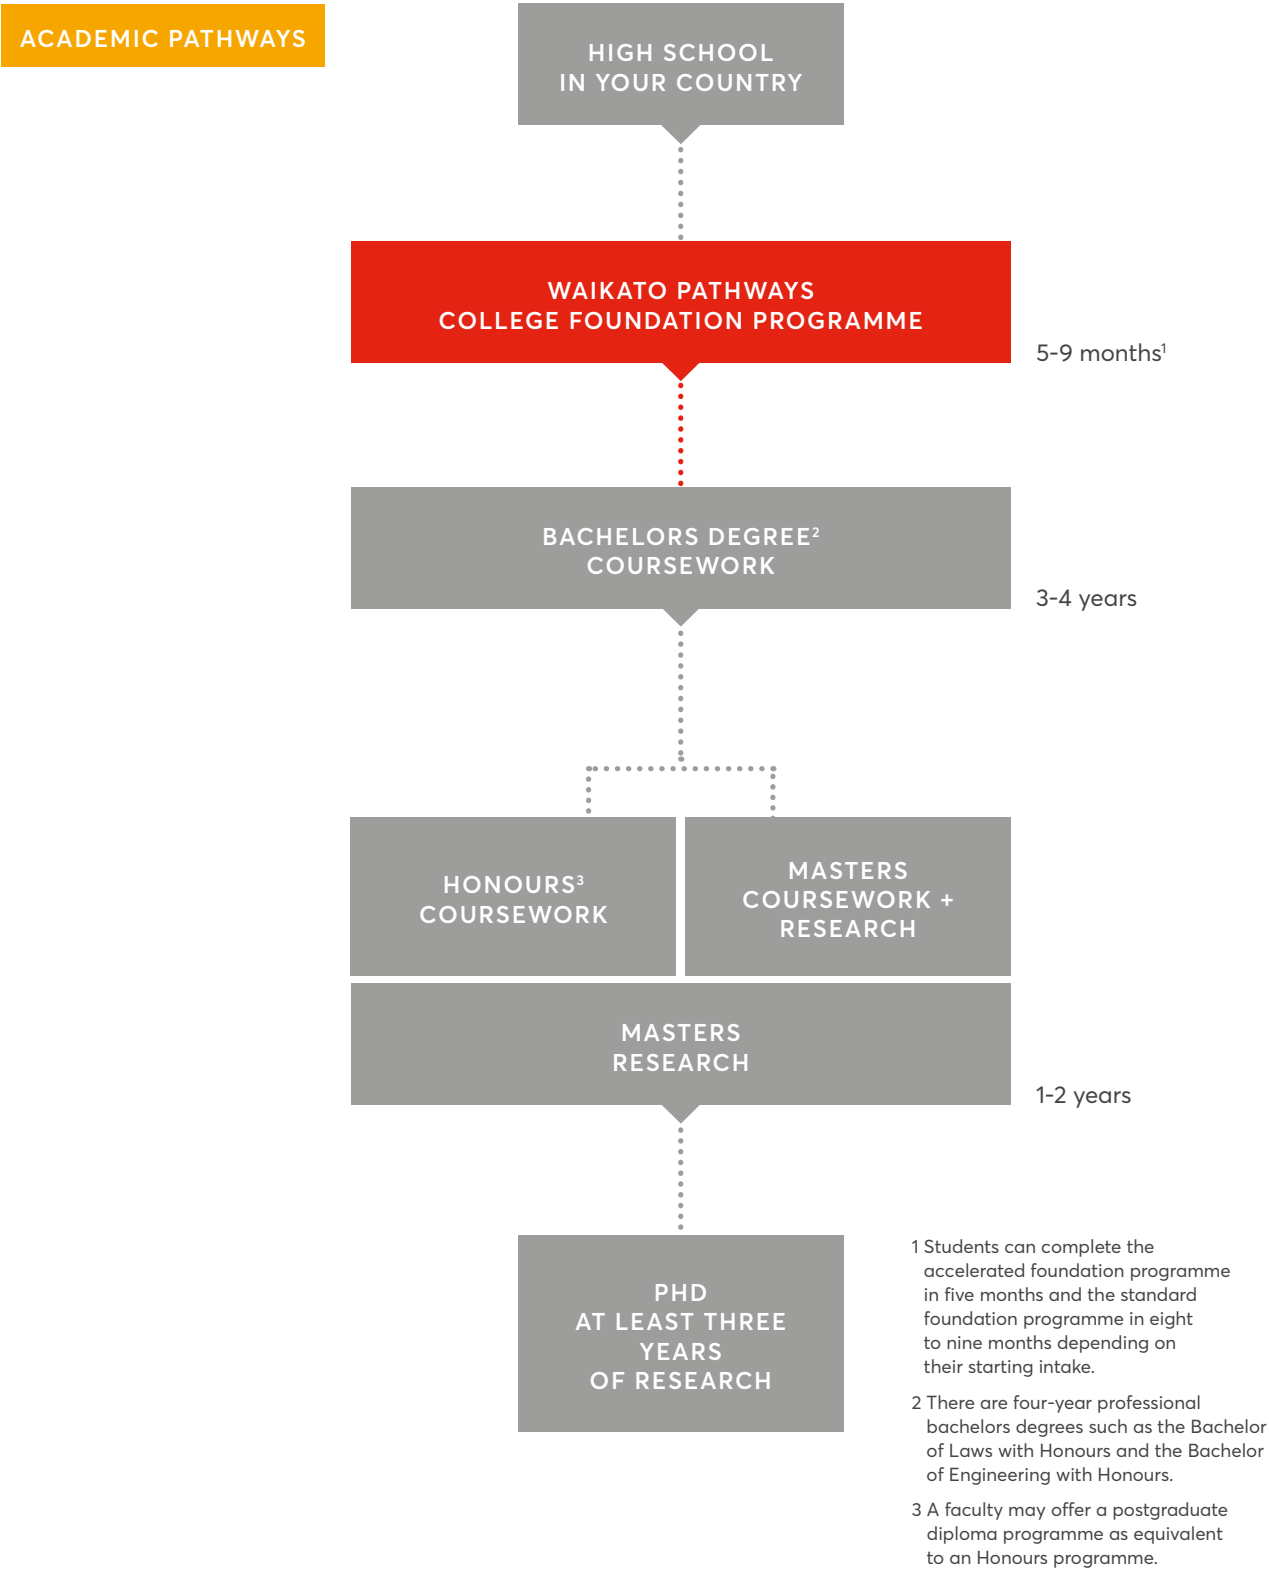 ACADEMIC PATHWAYS
HIGH SCHOOL
IN YOUR COUNTRY
WAIKATO PATHWAYS
COLLEGE FOUNDATION PROGRAMME
5-9 months¹
BACHELORS DEGREE²
COURSEWORK
3-4 years
HONOURS³
COURSEWORK
MASTERS
COURSEWORK +
RESEARCH
MASTERS
RESEARCH
1-2 years
PHD
AT LEAST THREE
YEARS
OF RESEARCH
1 Students can complete the
accelerated foundation programme
in five months and the standard
foundation programme in eight
to nine months depending on
their starting intake.
2 There are four-year professional
bachelors degrees such as the Bachelor
of Laws with Honours and the Bachelor
of Engineering with Honours.
3 A faculty may offer a postgraduate
diploma programme as equivalent
to an Honours programme.